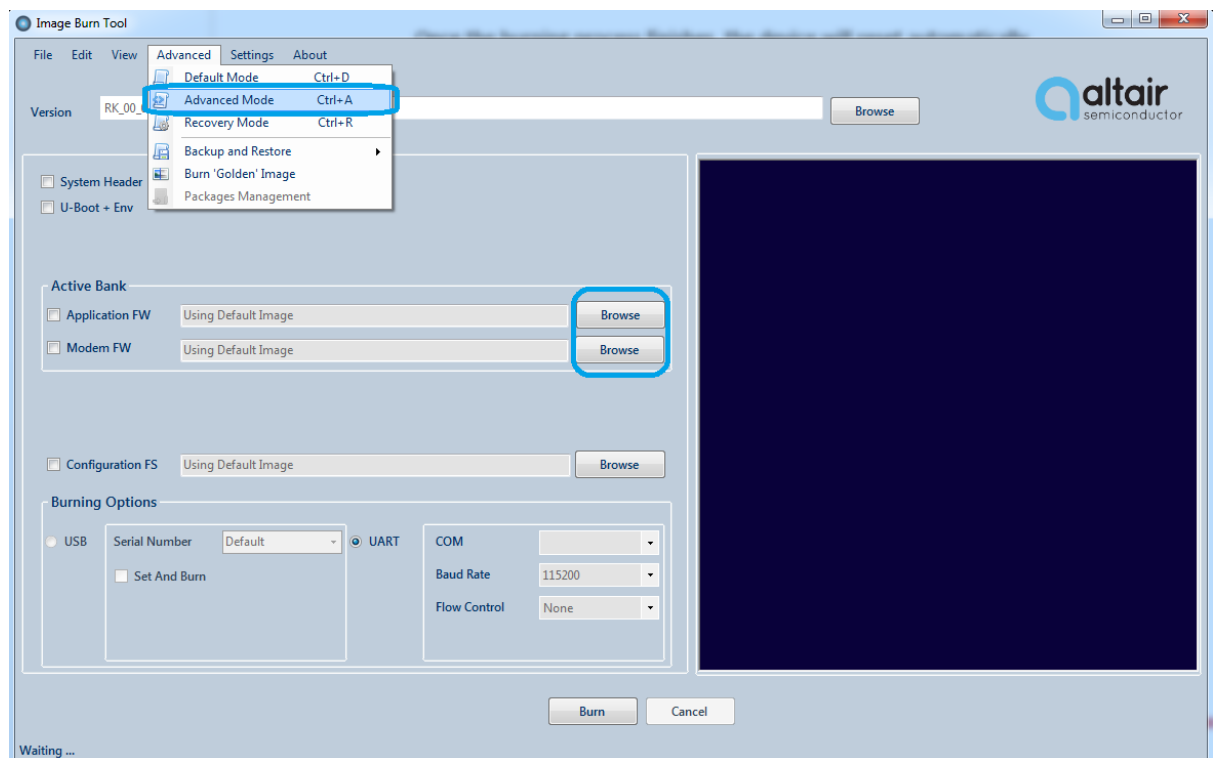 Image Burn Tool
File Edit View Advanced Settings About
Default Mode Ctrl+D
Advanced Mode Ctrl+A
Recovery Mode Ctrl+R
Backup and Restore
Burn 'Golden' Image
Packages Management
Version RK_00_ Browse
altair
semiconductor
System Header
U-Boot + Env
Active Bank
Application FW Using Default Image Browse
Modem FW Using Default Image Browse
Configuration FS Using Default Image Browse
Burning Options
USB Serial Number Default UART COM
Set And Burn Baud Rate 115200
Flow Control None
Burn Cancel
Waiting ...